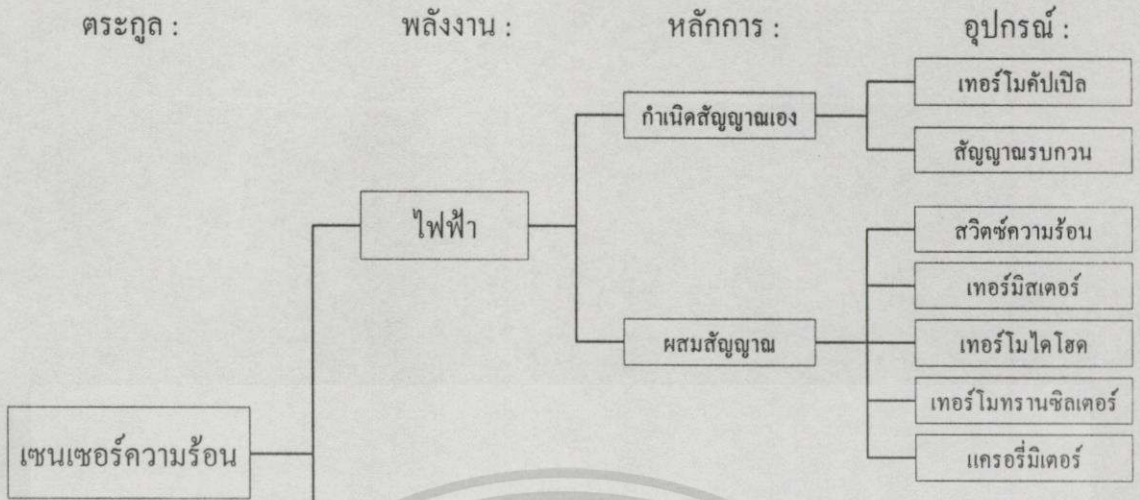 ตระกูล : พลังงาน : หลักการ : อุปกรณ์ :
เทอร์โมคัปเปิล
กำเนิดสัญญาณเอง
สัญญาณรบกวน
ไฟฟ้า
สวิตซ์ความร้อน
เทอร์มิสเตอร์
ผสมสัญญาณ
เทอร์โมไดโฮด
เทอร์โมทรานซิลเตอร์
เซนเซอร์ความร้อน
แครอรี่มิเตอร์